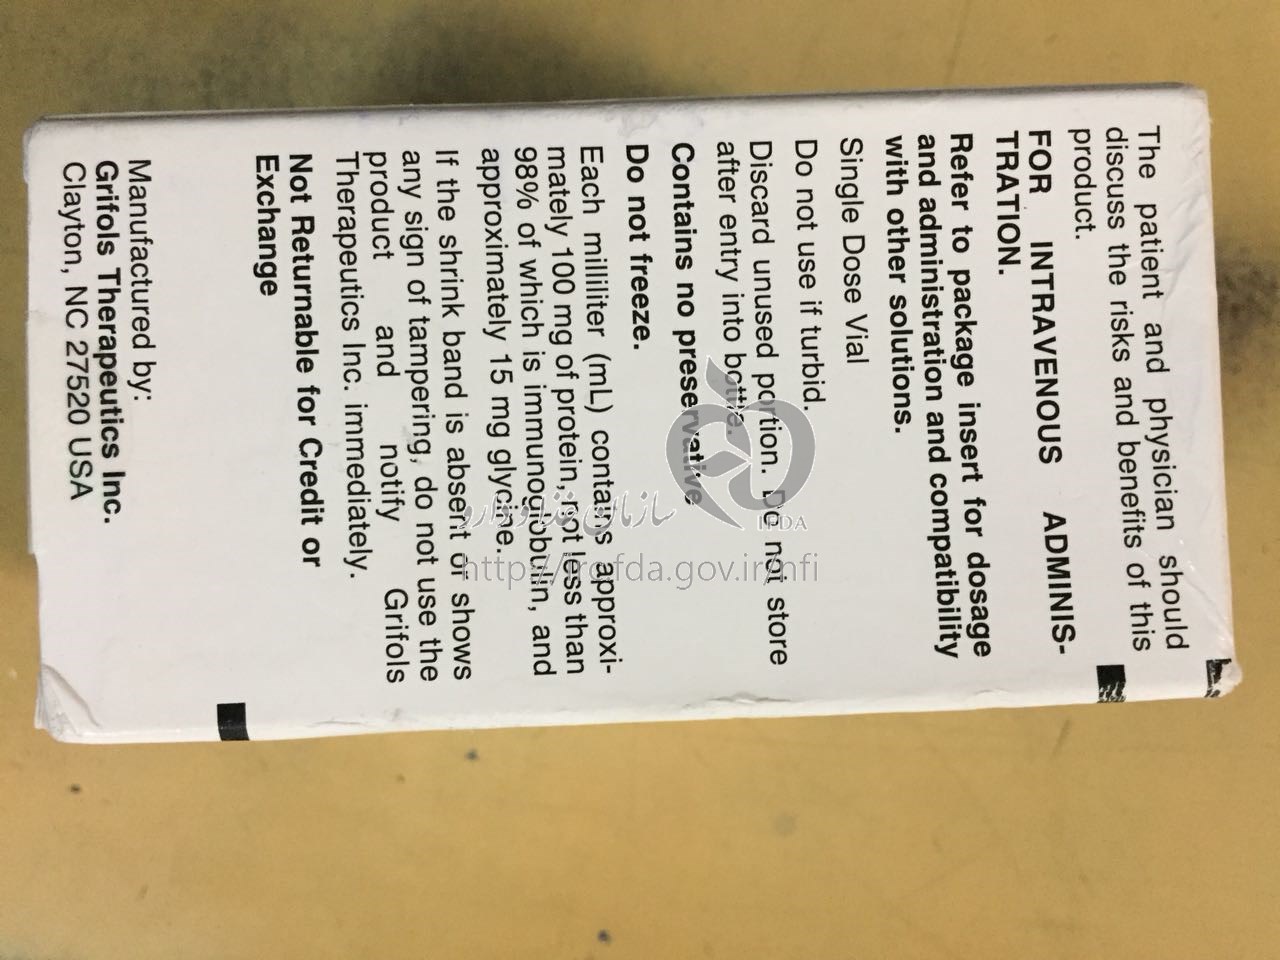 The patient and physician should
discuss the risks and benefits of this
product.
FOR INTRAVENOUS ADMINIS-
TRATION.
Refer to package insert for dosage
and administration and compatibility
with other solutions.
Single Dose Vial
Do not use if turbid.
Discard unused portion. Do not store
after entry into bottle.
Contains no preservative
Do not freeze.
Each milliliter (mL) contains approxi-
mately 100 mg of protein, not less than
98% of which is immunoglobulin, and
approximately 15 mg glycine.
If the shrink band is absent or shows
any sign of tampering, do not use the
product and notify Grifols
Therapeutics Inc. immediately.
Not Returnable for Credit or
Exchange
Manufactured by:
Grifols Therapeutics Inc.
Clayton, NC 27520 USA
IFDA
سازمان غذا و دارو